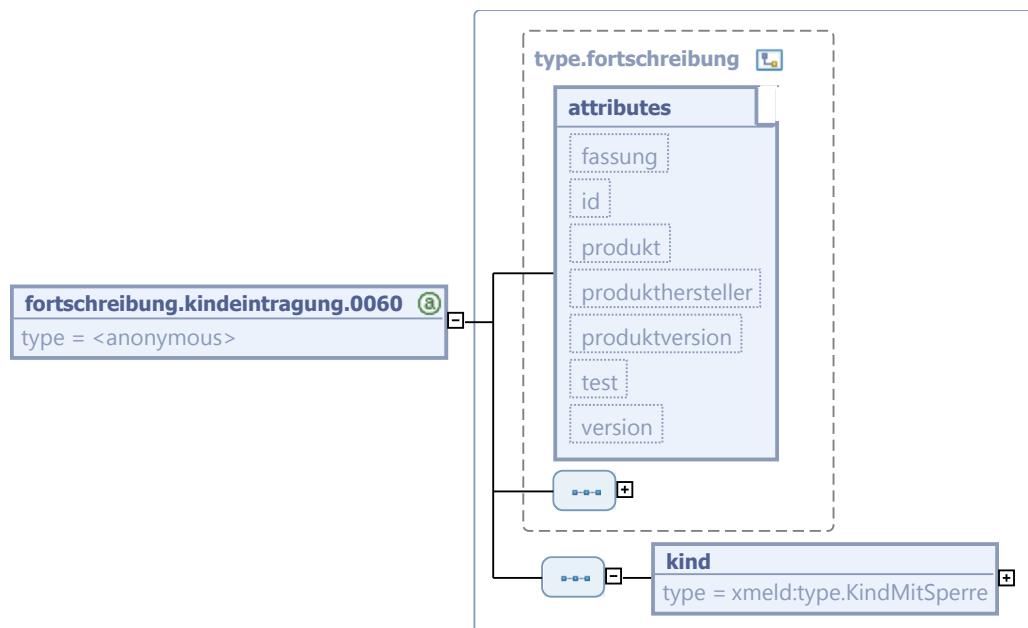 type.fortschreibung
attributes
fassung
id
produkt
produkthersteller
produktversion
test
version
fortschreibung.kindeintragung.0060 a
type = <anonymous>
kind
type = xmeld:type.KindMitSperre